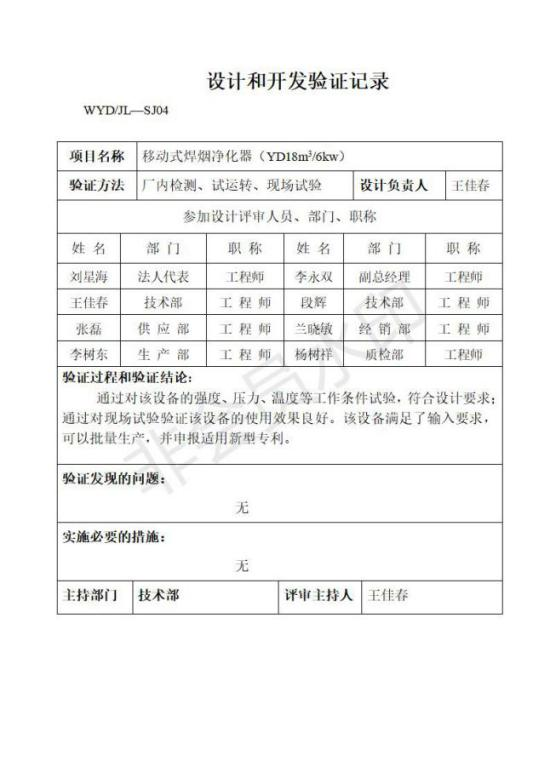 设计和开发验证记录
WYD/JL—SJ04
项目名称 移动式焊烟净化器（YD18m³/6kw）
验证方法 厂内检测、试运转、现场试验 设计负责人 王佳春
参加设计评审人员、部门、职称
姓 名 部 门 职 称 姓 名 部 门 职 称
刘星海 法人代表 工程师 李永双 副总经理 工程师
王佳春 技术部 工 程 师 段辉 技术部 工 程 师
张磊 供 应 部 工 程 师 兰晓敏 经 销 部 工 程 师
李树东 生 产 部 工 程 师 杨树祥 质检部 工程师
验证过程和验证结论：
通过对该设备的强度、压力、温度等工作条件试验，符合设计要求；
通过对现场试验验证该设备的使用效果良好。该设备满足了输入要求，
可以批量生产，并申报适用新型专利。
验证发现的问题：
无
实施必要的措施：
无
主持部门 技术部 评审主持人 王佳春
非会员水印